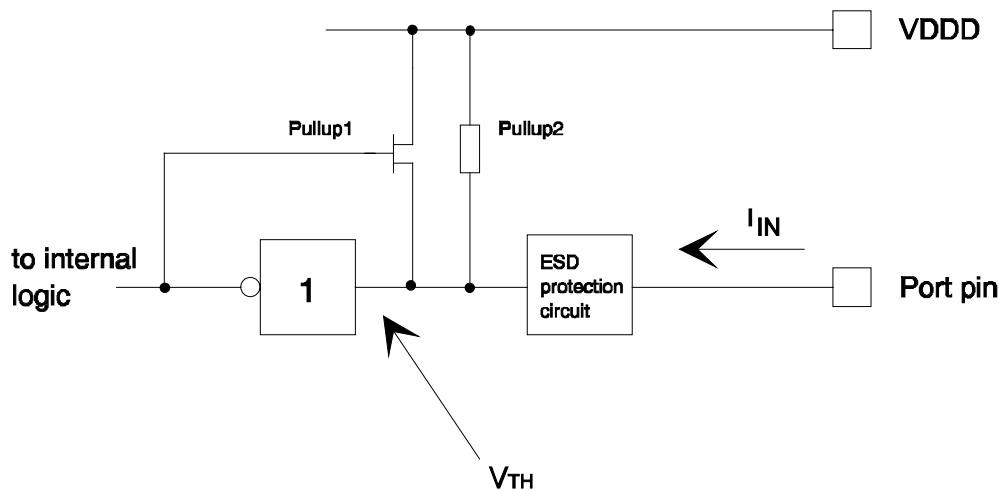 VDDD
Pullup1
Pullup2
IIN
to internal
logic
1
ESD
protection
circuit
Port pin
VTH